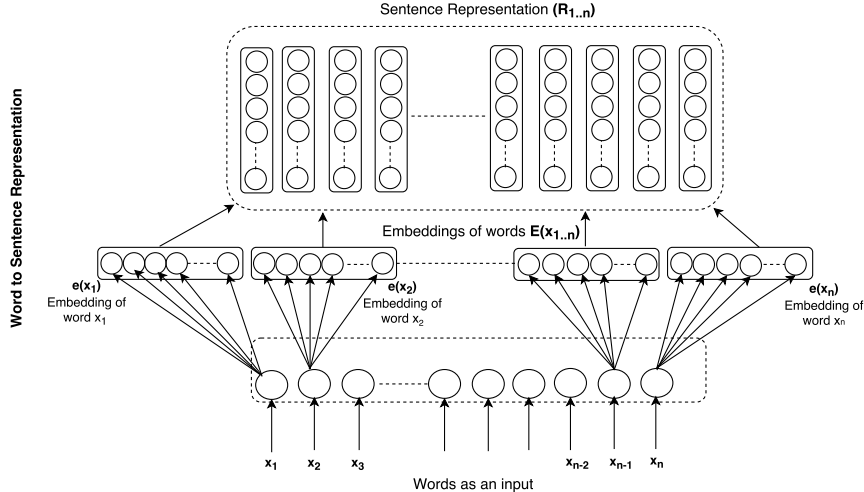 Sentence Representation (R1..n)
Word to Sentence Representation
Embeddings of words E(x1..n)
e(x1)
Embedding of
word x1
e(x2)
Embedding of
word x2
e(xn)
Embedding of
word xn
x1 x2 x3 xn-2 xn-1 xn
Words as an input